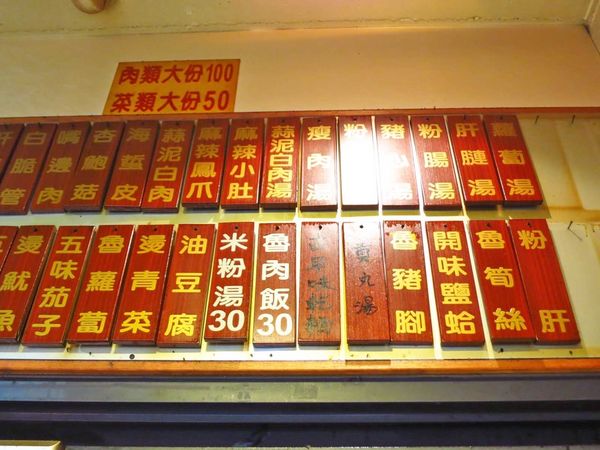 肉類大份100
菜類大份50
白脆管
嘴邊肉
杏鮑菇
海蜇皮
蒜泥白肉
麻辣鳳爪
麻辣小肚
蒜泥白肉湯
瘦肉湯
粉
豬心湯
粉腸湯
肝腱湯
蘿蔔湯
燙魷魚
五味茄子
魯蘿蔔
燙青菜
油豆腐
米粉湯30
魯肉飯30
黃丸湯
魯豬腳
開味鹽蛤
魯筍絲
粉肝